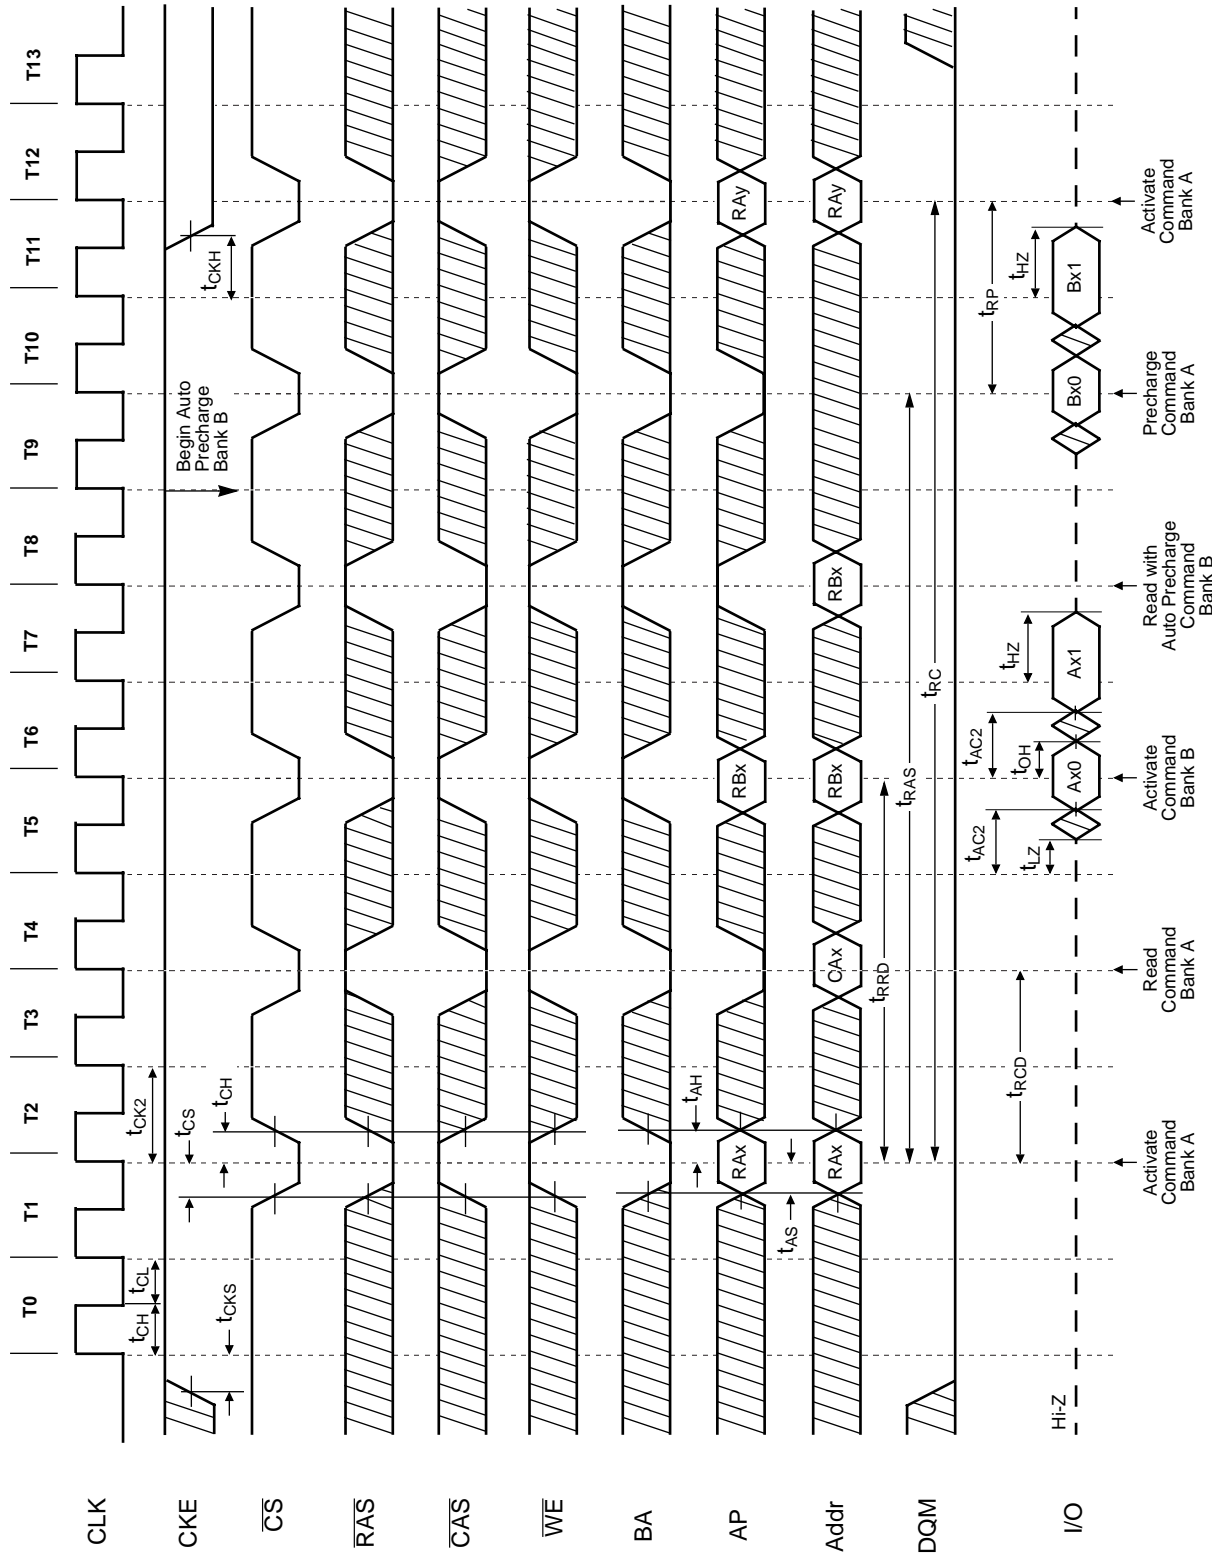 T0 T1 T2 T3 T4 T5 T6 T7 T8 T9 T10 T11 T12 T13
CLK
tCH tCL tCK2
CKE
tCKS tCS tCH
Begin Auto
Precharge
Bank B
tCKH
CS
RAS
CAS
WE
BA
tAH
AP
RAx RBx RAy
tAS
Addr
RAx CAx RBx RBx RAy
tRRD
tRAS
tRC
DQM
tRCD
tRP
tLZ
tAC2
tOH
tAC2
tHZ
tHZ
I/O
Hi-Z
Ax0 Ax1 Bx0 Bx1
Activate
Command
Bank A
Read
Command
Bank A
Activate
Command
Bank B
Read with
Auto Precharge
Command
Bank B
Precharge
Command
Bank A
Activate
Command
Bank A